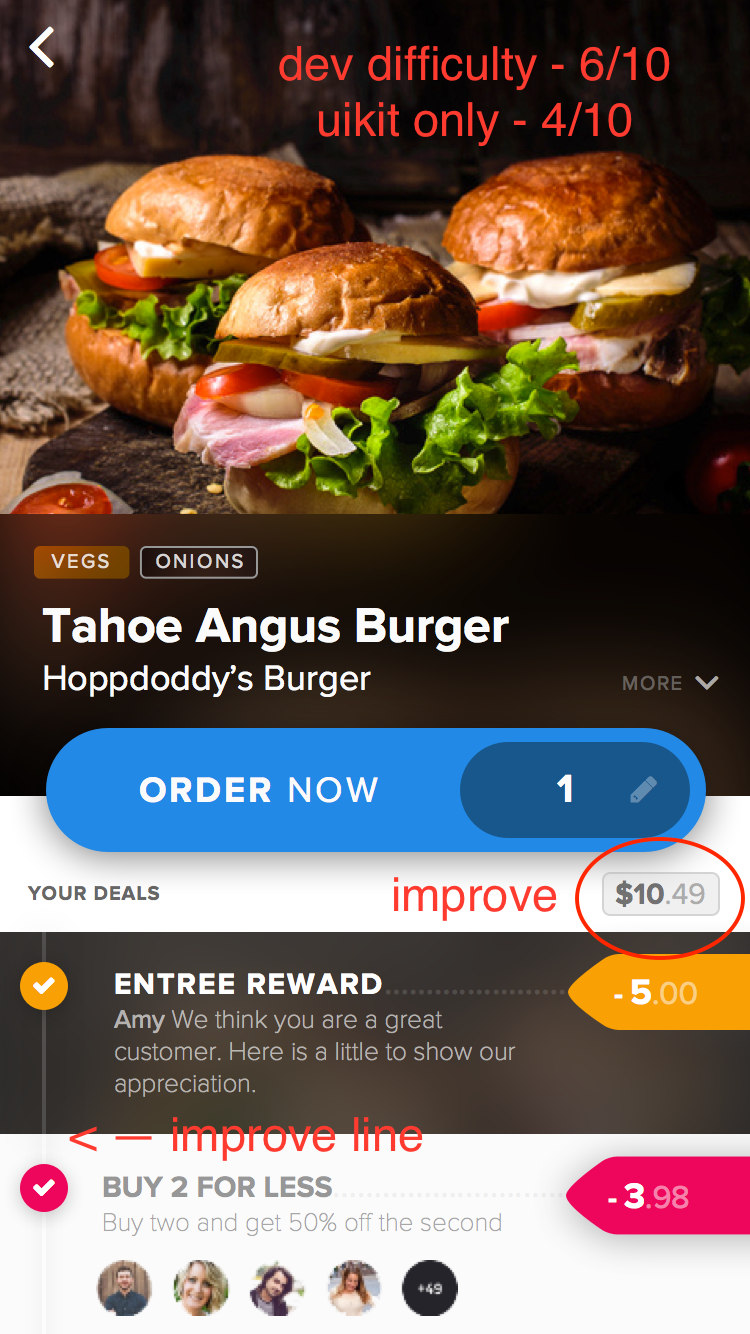 dev difficulty - 6/10
uikit only - 4/10
VEGS ONIONS
Tahoe Angus Burger
Hoppdoddy’s Burger
MORE
ORDER NOW 1
YOUR DEALS improve $10.49
ENTREE REWARD - 5.00
Amy We think you are a great
customer. Here is a little to show our
appreciation.
< — improve line
BUY 2 FOR LESS - 3.98
Buy two and get 50% off the second
+49